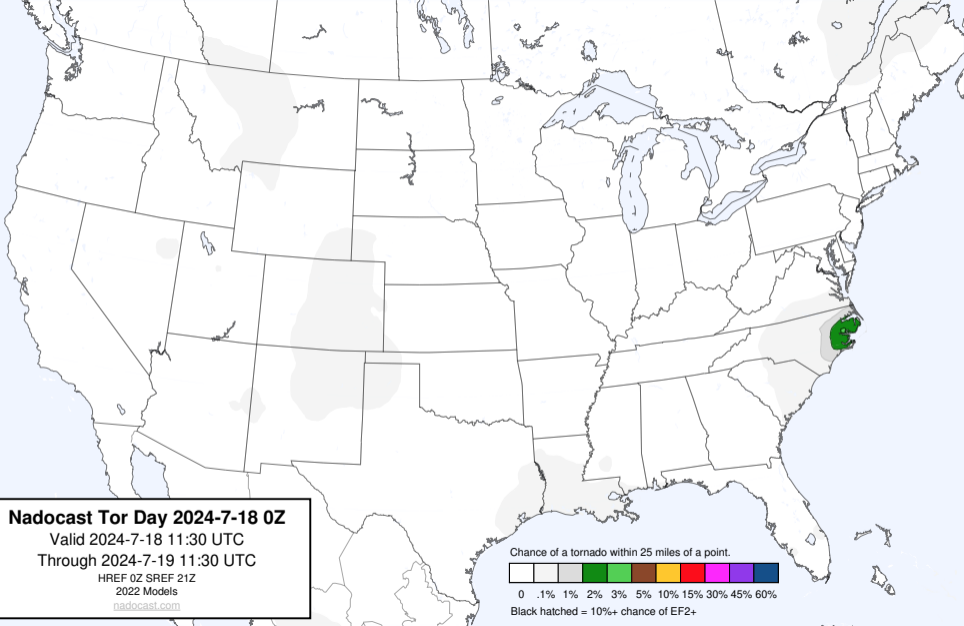 Nadocast Tor Day 2024-7-18 0Z
Valid 2024-7-18 11:30 UTC
Through 2024-7-19 11:30 UTC
HREF 0Z SREF 21Z
2022 Models
nadocast.com
Chance of a tornado within 25 miles of a point.
0 .1% 1% 2% 3% 5% 10% 15% 30% 45% 60%
Black hatched = 10%+ chance of EF2+